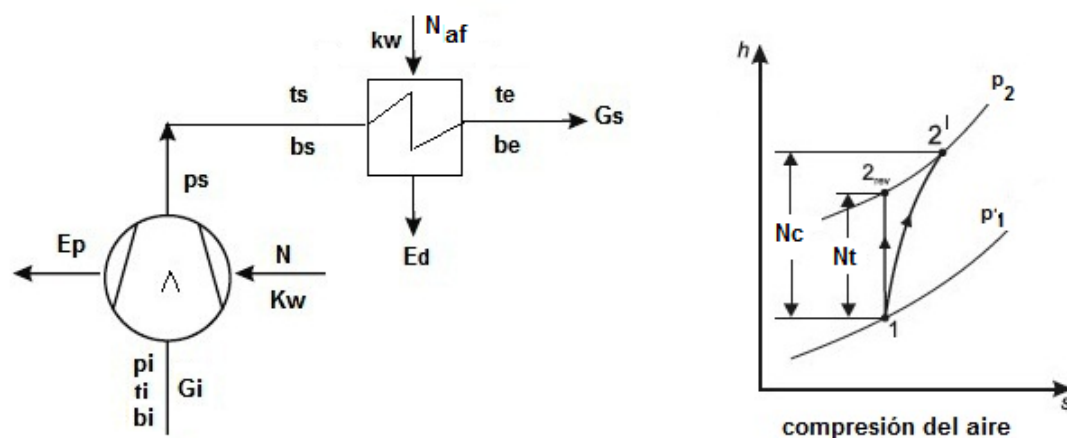 kw N af
ts
te
bs
be
Gs
ps
Ed
Ep
N
Kw
pi
ti
bi
Gi
h
p2
2'
2rev
p'1
Nc
Nt
1
s
compresión del aire